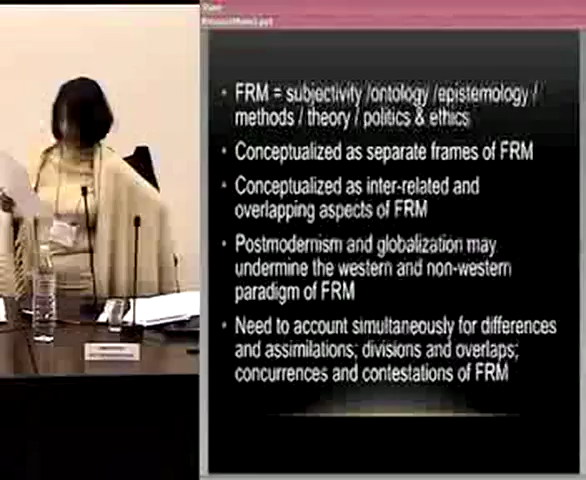 FRM = subjectivity /ontology /epistemology /
methods / theory / politics & ethics
Conceptualized as separate frames of FRM
Conceptualized as inter-related and
overlapping aspects of FRM
Postmodernism and globalization may
undermine the western and non-western
paradigm of FRM
Need to account simultaneously for differences
and assimilations; divisions and overlaps;
concurrences and contestations of FRM